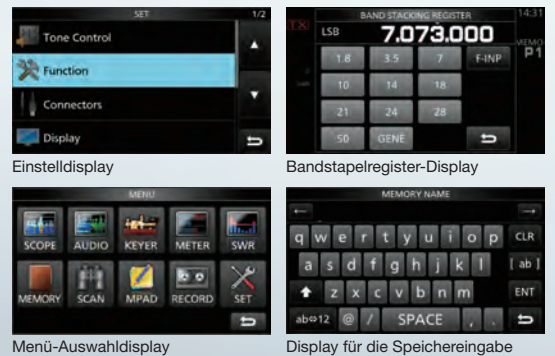 SET 1/2
Tone Control
Function
Connectors
Display
Einstelldisplay
BAND STACKING REGISTER 14:31
TX
LSB 7.073.000
MEMO
P1
1.8 3.5 7 F-INP
10 14 18
21 24 28
50 GENE
Bandstapelregister-Display
MENU
SCOPE AUDIO KEYER METER SWR
MEMORY SCAN MPAD RECORD SET
Menü-Auswahldisplay
MEMORY NAME
q w e r t y u i o p CLR
a s d f g h j k l [ ab ]
z x c v b n m ENT
ab⇔12 @ / SPACE , .
Display für die Speichereingabe